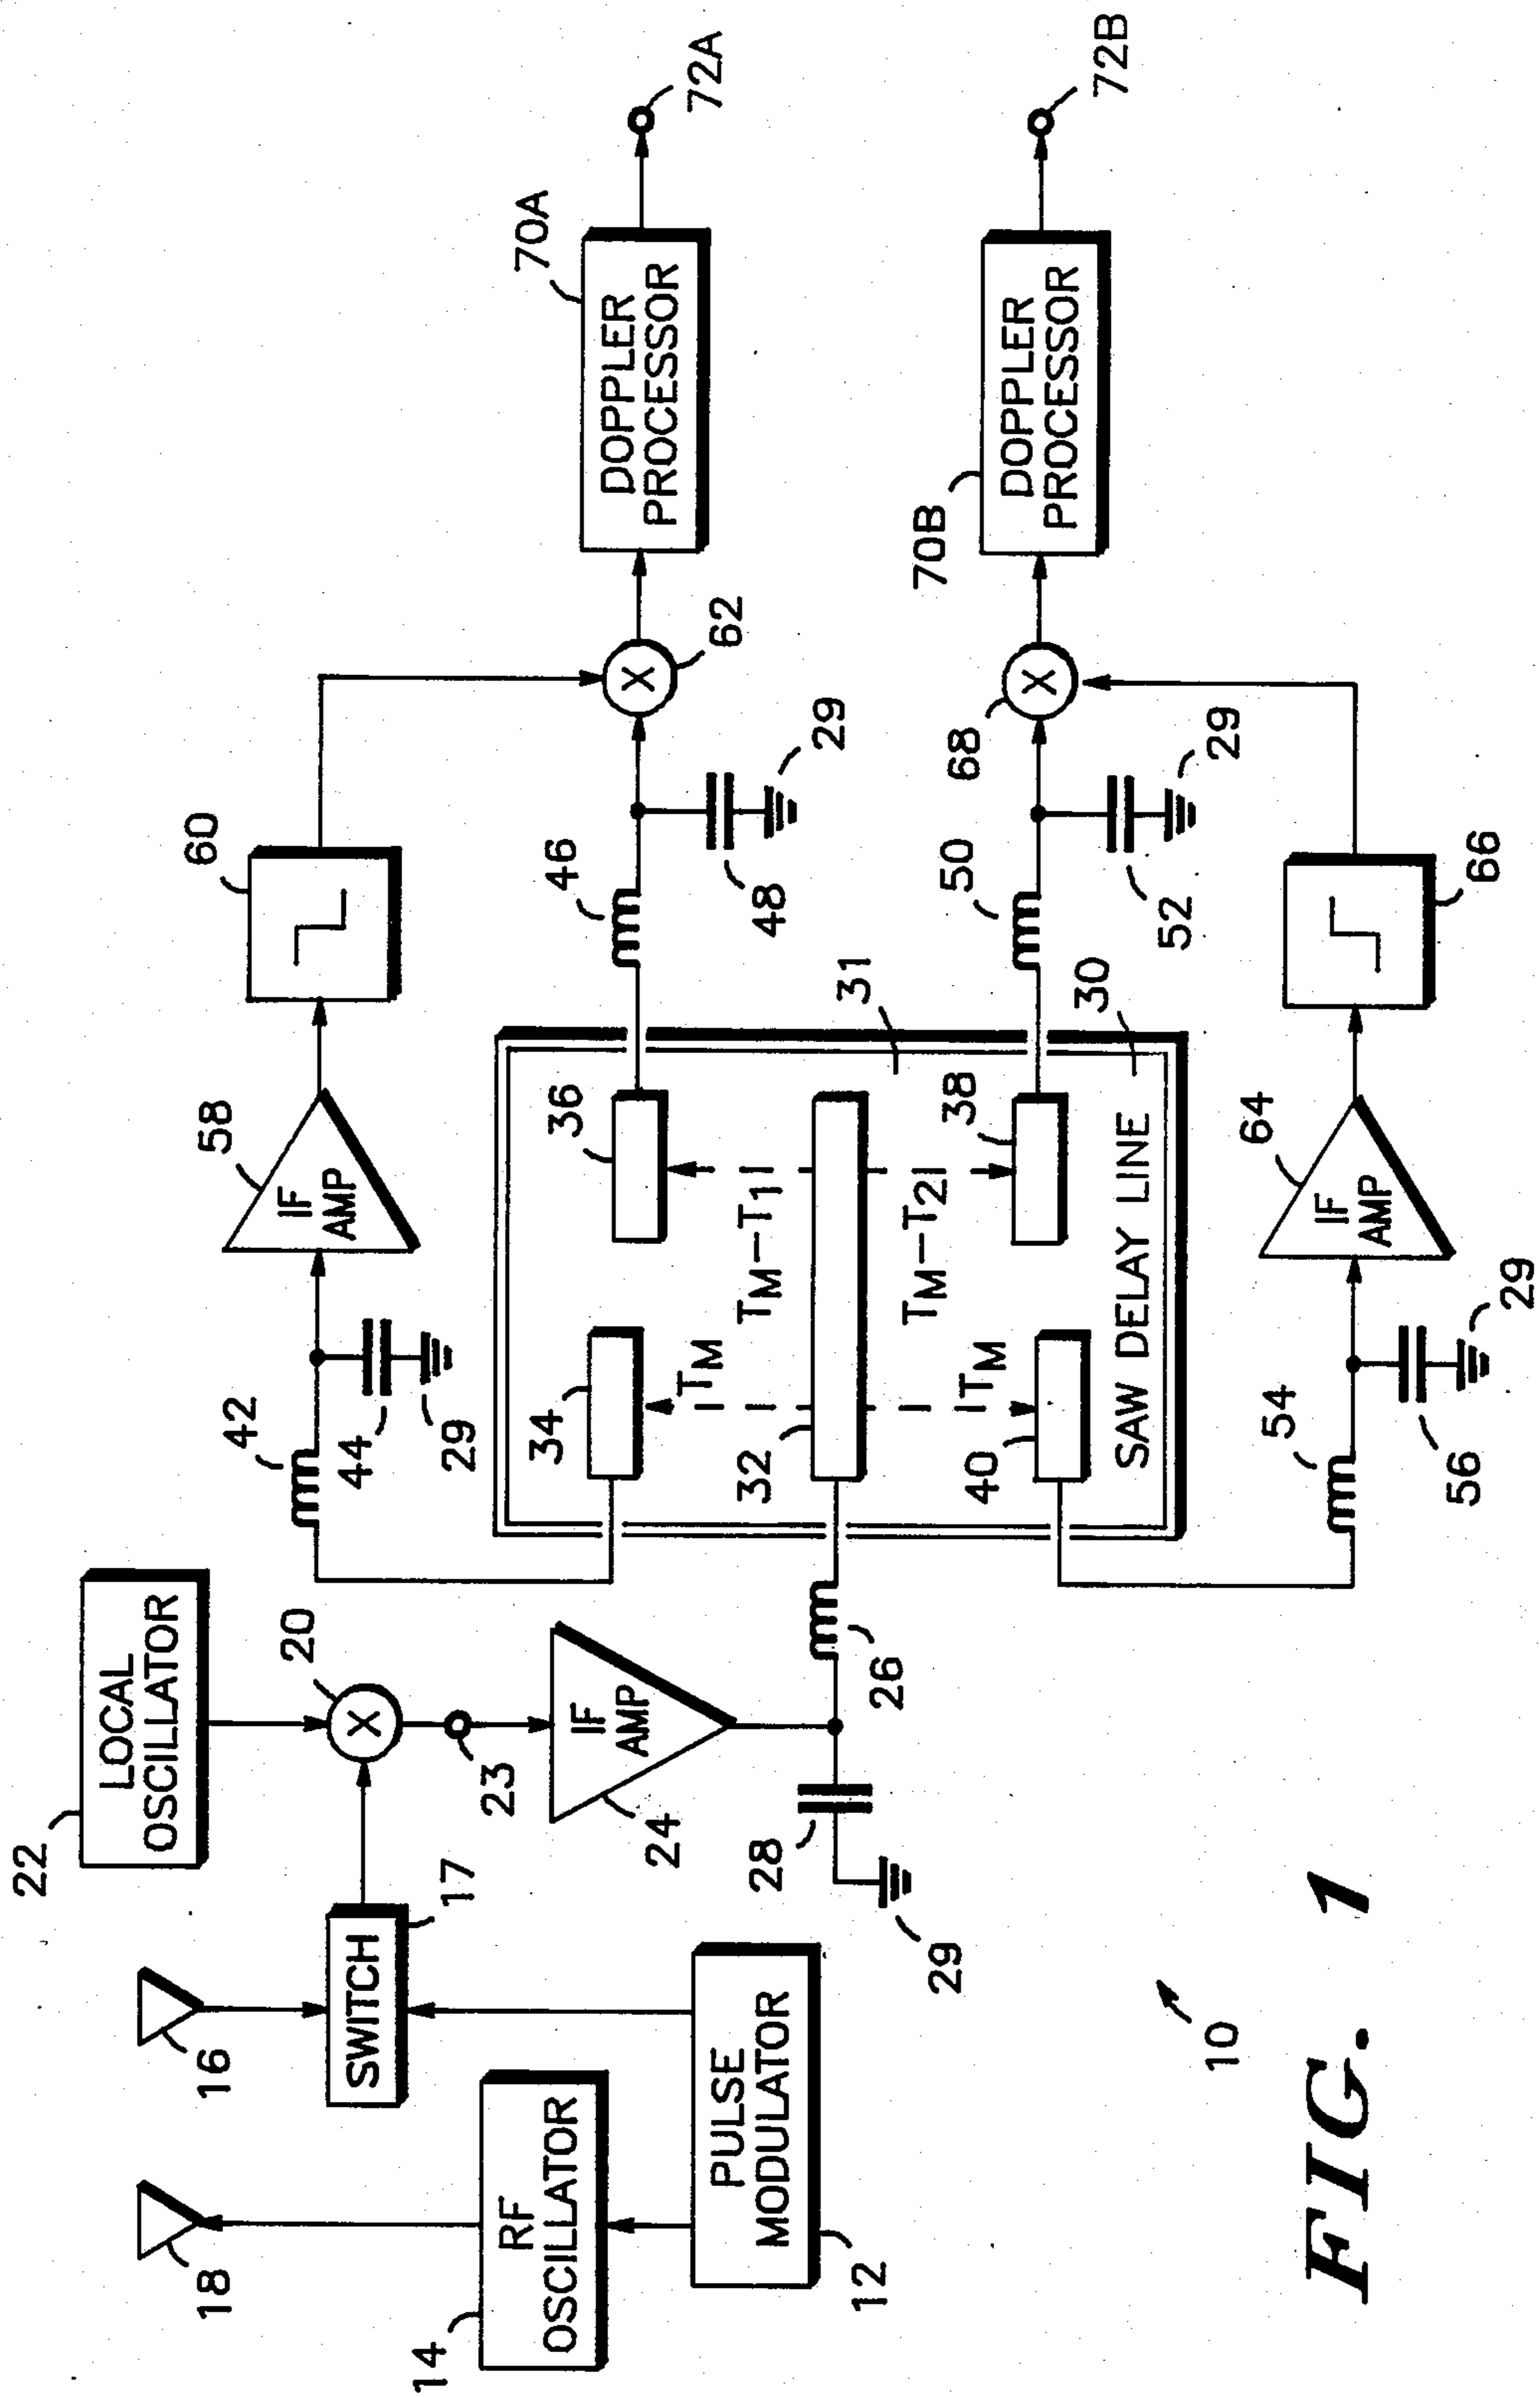 22
LOCAL
OSCILLATOR
20
23
IF
AMP
24
28
29
26
16
SWITCH
17
18
RF
OSCILLATOR
14
PULSE
MODULATOR
12
42
44
29
58
IF
AMP
60
34
36
31
32
TM
TM–T1
TM–T2
TM
40
38
30
SAW DELAY LINE
46
48
29
62
50
52
29
68
54
56
29
64
IF
AMP
66
70A
DOPPLER
PROCESSOR
72A
70B
DOPPLER
PROCESSOR
72B
10
FIG. 1